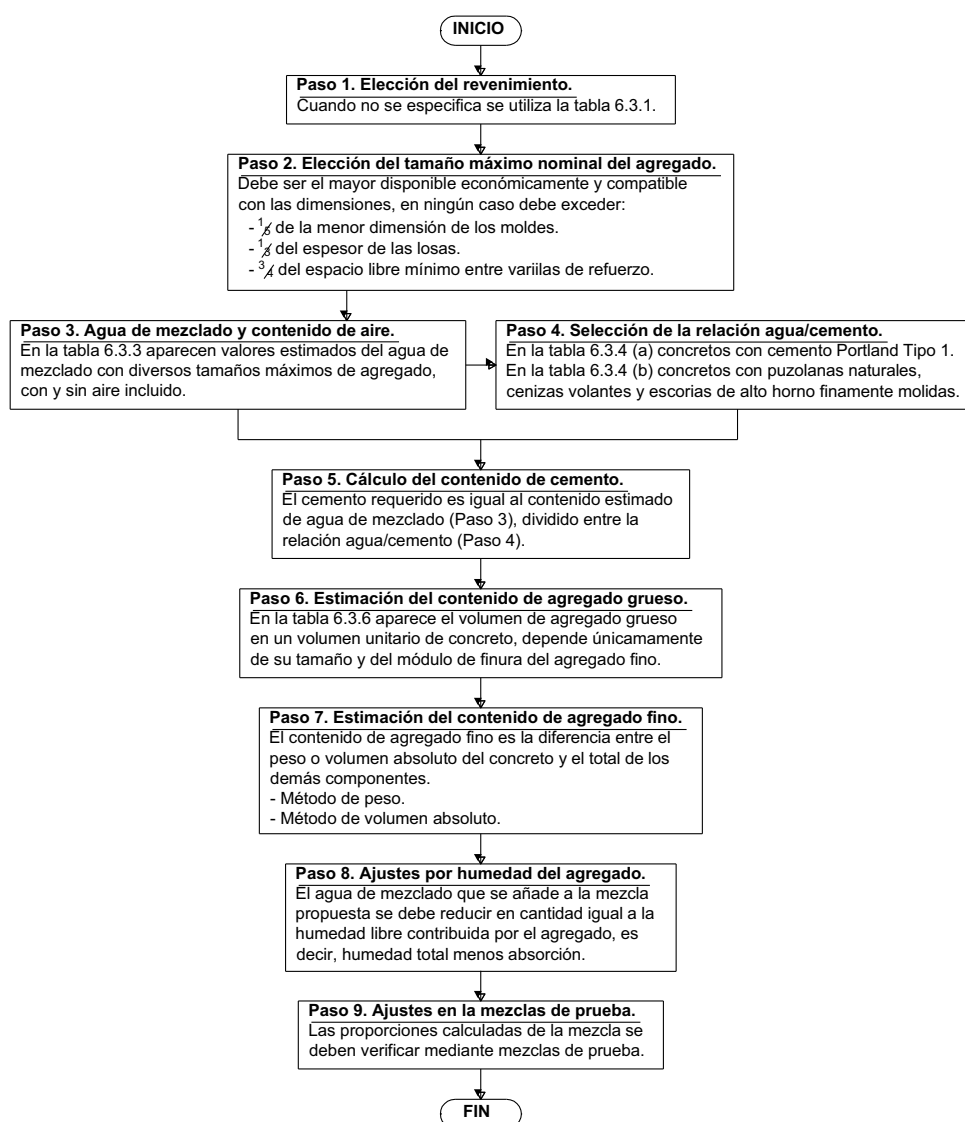 INICIO
Paso 1. Elección del revenimiento.
Cuando no se especifica se utiliza la tabla 6.3.1.
Paso 2. Elección del tamaño máximo nominal del agregado.
Debe ser el mayor disponible económicamente y compatible
con las dimensiones, en ningún caso debe exceder:
- 1/5 de la menor dimensión de los moldes.
- 1/3 del espesor de las losas.
- 3/4 del espacio libre mínimo entre variilas de refuerzo.
Paso 3. Agua de mezclado y contenido de aire.
En la tabla 6.3.3 aparecen valores estimados del agua de
mezclado con diversos tamaños máximos de agregado,
con y sin aire incluido.
Paso 4. Selección de la relación agua/cemento.
En la tabla 6.3.4 (a) concretos con cemento Portland Tipo 1.
En la tabla 6.3.4 (b) concretos con puzolanas naturales,
cenizas volantes y escorias de alto horno finamente molidas.
Paso 5. Cálculo del contenido de cemento.
El cemento requerido es igual al contenido estimado
de agua de mezclado (Paso 3), dividido entre la
relación agua/cemento (Paso 4).
Paso 6. Estimación del contenido de agregado grueso.
En la tabla 6.3.6 aparece el volumen de agregado grueso
en un volumen unitario de concreto, depende únicamamente
de su tamaño y del módulo de finura del agregado fino.
Paso 7. Estimación del contenido de agregado fino.
El contenido de agregado fino es la diferencia entre el
peso o volumen absoluto del concreto y el total de los
demás componentes.
- Método de peso.
- Método de volumen absoluto.
Paso 8. Ajustes por humedad del agregado.
El agua de mezclado que se añade a la mezcla
propuesta se debe reducir en cantidad igual a la
humedad libre contribuida por el agregado, es
decir, humedad total menos absorción.
Paso 9. Ajustes en la mezclas de prueba.
Las proporciones calculadas de la mezcla se
deben verificar mediante mezclas de prueba.
FIN